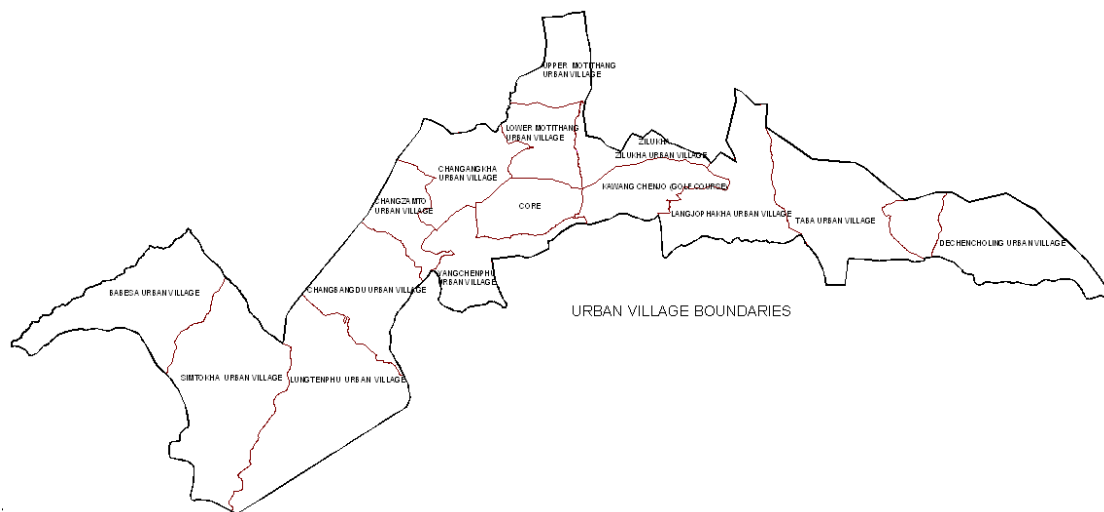 UPPER MOTITHANG
URBAN VILLAGE
LOWER MOTITHANG
URBAN VILLAGE
ZILUKHA
ZILUKHA URBAN VILLAGE
CHANGANGKHA
URBAN VILLAGE
KAWANG CHENJO (GOLF COURCE)
CHANGZAMTO
URBAN VILLAGE
CORE
LANGJOPHAKHA URBAN VILLAGE
TABA URBAN VILLAGE
DECHENCHOLING URBAN VILLAGE
YANGCHENPHU
URBAN VILLAGE
BABESA URBAN VILLAGE
CHANGBANGDU URBAN VILLAGE
URBAN VILLAGE BOUNDARIES
SIMTOKHA URBAN VILLAGE
LUNGTENPHU URBAN VILLAGE